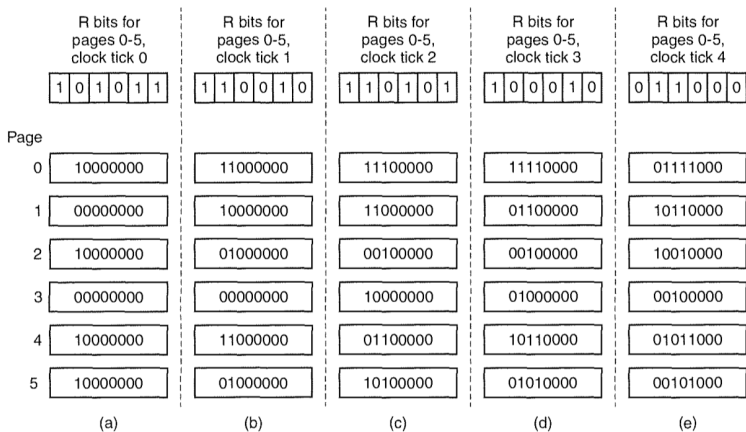 R bits for pages 0-5, clock tick 0
R bits for pages 0-5, clock tick 1
R bits for pages 0-5, clock tick 2
R bits for pages 0-5, clock tick 3
R bits for pages 0-5, clock tick 4
1 0 1 0 1 1
1 1 0 0 1 0
1 1 0 1 0 1
1 0 0 0 1 0
0 1 1 0 0 0
Page
0 10000000 11000000 11100000 11110000 01111000
1 00000000 10000000 11000000 01100000 10110000
2 10000000 01000000 00100000 00100000 10010000
3 00000000 00000000 10000000 01000000 00100000
4 10000000 11000000 01100000 10110000 01011000
5 10000000 01000000 10100000 01010000 00101000
(a) (b) (c) (d) (e)